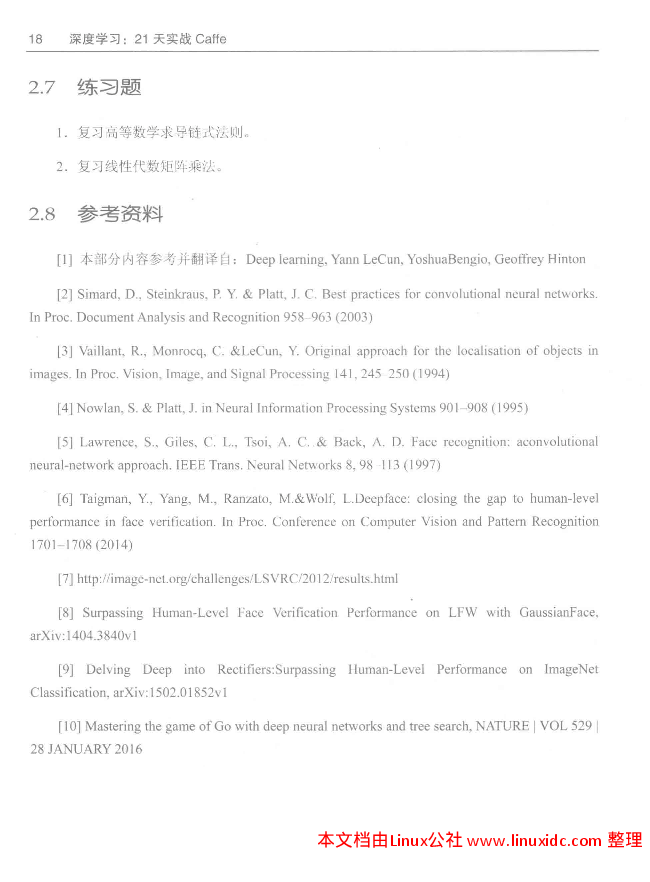 18 深度学习：21 天实战 Caffe
2.7 练习题
1．复习高等数学求导链式法则。
2．复习线性代数矩阵乘法。
2.8 参考资料
[1] 本部分内容参考并翻译自：Deep learning, Yann LeCun, YoshuaBengio, Geoffrey Hinton
[2] Simard, D., Steinkraus, P. Y. & Platt, J. C. Best practices for convolutional neural networks.
In Proc. Document Analysis and Recognition 958–963 (2003)
[3] Vaillant, R., Monrocq, C. &LeCun, Y. Original approach for the localisation of objects in
images. In Proc. Vision, Image, and Signal Processing 141, 245–250 (1994)
[4] Nowlan, S. & Platt, J. in Neural Information Processing Systems 901–908 (1995)
[5] Lawrence, S., Giles, C. L., Tsoi, A. C. & Back, A. D. Face recognition: aconvolutional
neural-network approach. IEEE Trans. Neural Networks 8, 98–113 (1997)
[6] Taigman, Y., Yang, M., Ranzato, M.&Wolf, L.Deepface: closing the gap to human-level
performance in face verification. In Proc. Conference on Computer Vision and Pattern Recognition
1701–1708 (2014)
[7] http://image-net.org/challenges/LSVRC/2012/results.html
[8] Surpassing Human-Level Face Verification Performance on LFW with GaussianFace,
arXiv:1404.3840v1
[9] Delving Deep into Rectifiers:Surpassing Human-Level Performance on ImageNet
Classification, arXiv:1502.01852v1
[10] Mastering the game of Go with deep neural networks and tree search, NATURE | VOL 529 |
28 JANUARY 2016
本文档由Linux公社 www.linuxidc.com 整理